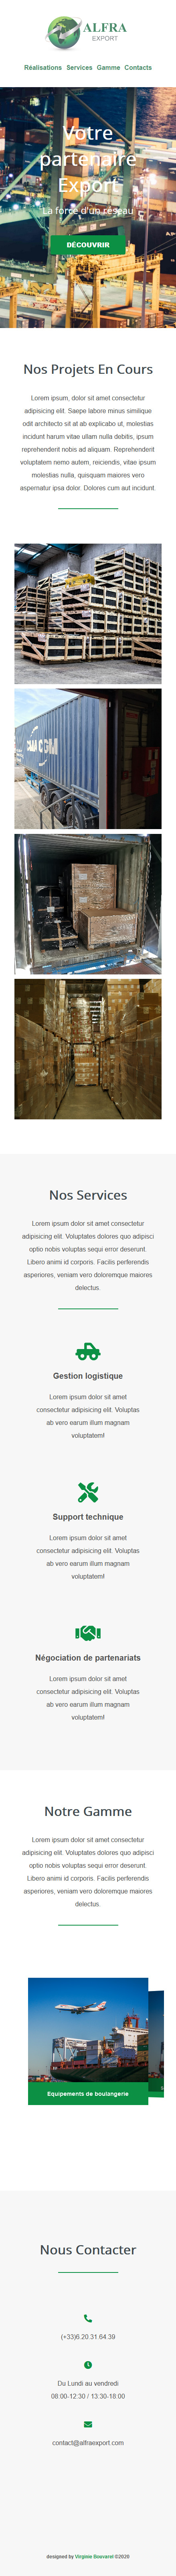 ALFRA
EXPORT
Réalisations Services Gamme Contacts
Votre
partenaire
Export
La force d'un réseau
DÉCOUVRIR
Nos Projets En Cours
Lorem ipsum, dolor sit amet consectetur
adipisicing elit. Saepe labore minus similique
odit architecto sit at ab explicabo ut, molestias
incidunt harum vitae ullam nulla debitis, ipsum
reprehenderit nobis ad aliquam. Reprehenderit
voluptatem nemo autem, reiciendis, vitae ipsum
molestias nulla, quisquam maiores vero
aspernatur ipsa dolor. Dolores cum aut incidunt.
CMA CGM
Nos Services
Lorem ipsum dolor sit amet consectetur
adipisicing elit. Voluptates dolores quo adipisci
optio nobis voluptas sequi error deserunt.
Libero animi id corporis. Facilis perferendis
asperiores, veniam vero doloremque maiores
delectus.
Gestion logistique
Lorem ipsum dolor sit amet
consectetur adipisicing elit. Voluptas
ab vero earum illum magnam
voluptatem!
Support technique
Lorem ipsum dolor sit amet
consectetur adipisicing elit. Voluptas
ab vero earum illum magnam
voluptatem!
Négociation de partenariats
Lorem ipsum dolor sit amet
consectetur adipisicing elit. Voluptas
ab vero earum illum magnam
voluptatem!
Notre Gamme
Lorem ipsum dolor sit amet consectetur
adipisicing elit. Voluptates dolores quo adipisci
optio nobis voluptas sequi error deserunt.
Libero animi id corporis. Facilis perferendis
asperiores, veniam vero doloremque maiores
delectus.
Equipements de boulangerie
Nous Contacter
(+33)6.20.31.64.39
Du Lundi au vendredi
08:00-12:30 / 13:30-18:00
contact@alfraexport.com
designed by Virginie Beavarel ©2020